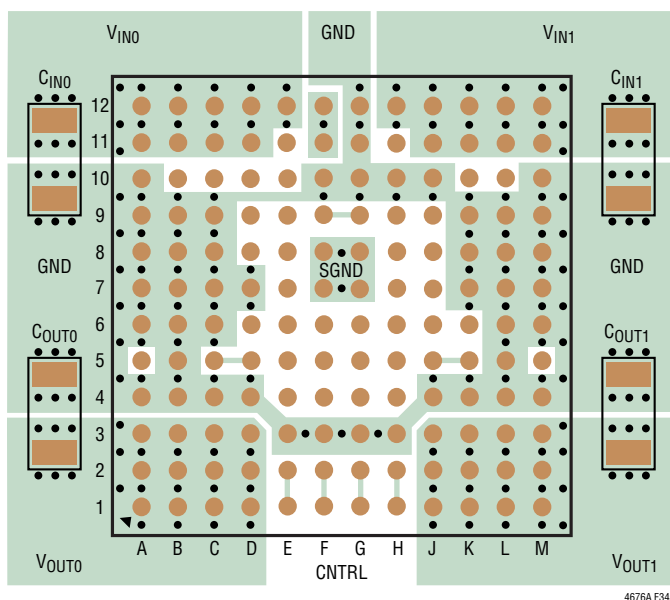 VIN0 GND VIN1
CIN0 CIN1
12
11
10
9
8
SGND
GND 7 GND
6
COUT0 COUT1
5
4
3
2
1
A B C D E F G H J K L M
VOUT0 CNTRL VOUT1
4676A F34